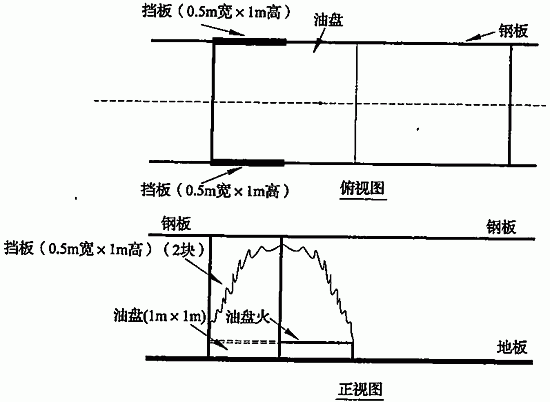 挡板（0.5m宽×1m高）
油盘
钢板
挡板（0.5m宽×1m高）
俯视图
钢板
钢板
挡板（0.5m宽×1m高）（2块）
油盘(1m×1m)
油盘火
地板
正视图